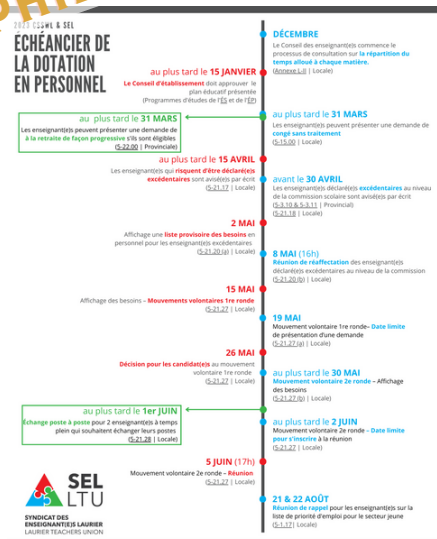 2023 CSSWL & SEL
ÉCHÉANCIER DE
LA DOTATION
EN PERSONNEL
DÉCEMBRE
Le Conseil des enseignant(e)s commence le
processus de consultation sur la répartition du
temps alloué à chaque matière.
(Annexe L-II | Locale)
au plus tard le 15 JANVIER
Le Conseil d'établissement doit approuver le
plan éducatif présentée
(Programmes d'études de l'ÉS et de l'ÉP)
au plus tard le 31 MARS
Les enseignant(e)s peuvent présenter une demande de
à la retraite de façon progressive s'ils sont éligibles
(5-22.00 | Provinciale)
au plus tard le 31 MARS
Les enseignant(e)s peuvent présenter une demande de
congé sans traitement
(5-15.00 | Locale)
au plus tard le 15 AVRIL
Les enseignant(e)s qui risquent d'être déclaré(e)s
excédentaires sont avisé(e)s par écrit
(5-21.17 | Locale)
avant le 30 AVRIL
Les enseignant(e)s déclaré(e)s excédentaires au niveau
de la commission scolaire sont avisé(e)s par écrit
(5-3.10 & 5-3.11 | Provincial)
(5-21.18 | Locale)
2 MAI
Affichage une liste provisoire des besoins en
personnel pour les enseignant(e)s excédentaires
(5-21.20 (a) | Locale)
8 MAI (16h)
Réunion de réaffectation des enseignant(e)s
déclaré(e)s excédentaires au niveau de la commission
(5-21.20 (b) | Locale)
15 MAI
Affichage des besoins – Mouvements volontaires 1re ronde
(5-21.27 | Locale)
19 MAI
Mouvement volontaire 1re ronde– Date limite
de présentation d'une demande
(5-21.27 (a) | Locale)
26 MAI
Décision pour les candidat(e)s au mouvement
volontaire 1re ronde
(5-21.27 | Locale)
au plus tard le 30 MAI
Mouvement volontaire 2e ronde – Affichage
des besoins
(5-21.27 (b) | Locale)
au plus tard le 1er JUIN
Échange poste à poste pour 2 enseignant(e)s à temps
plein qui souhaitent échanger leurs postes
(5-21.28 | Locale)
au plus tard le 2 JUIN
Mouvement volontaire 2e ronde – Date limite
pour s'inscrire à la réunion
(5-21.27 | Locale)
5 JUIN (17h)
Mouvement volontaire 2e ronde – Réunion
(5-21.27 | Locale)
21 & 22 AOÛT
Réunion de rappel pour les enseignant(e)s sur la
liste de priorité d'emploi pour le secteur jeune
(5-1.17| Locale)
SEL
LTU
SYNDICAT DES
ENSEIGNANT(E)S LAURIER
LAURIER TEACHERS UNION